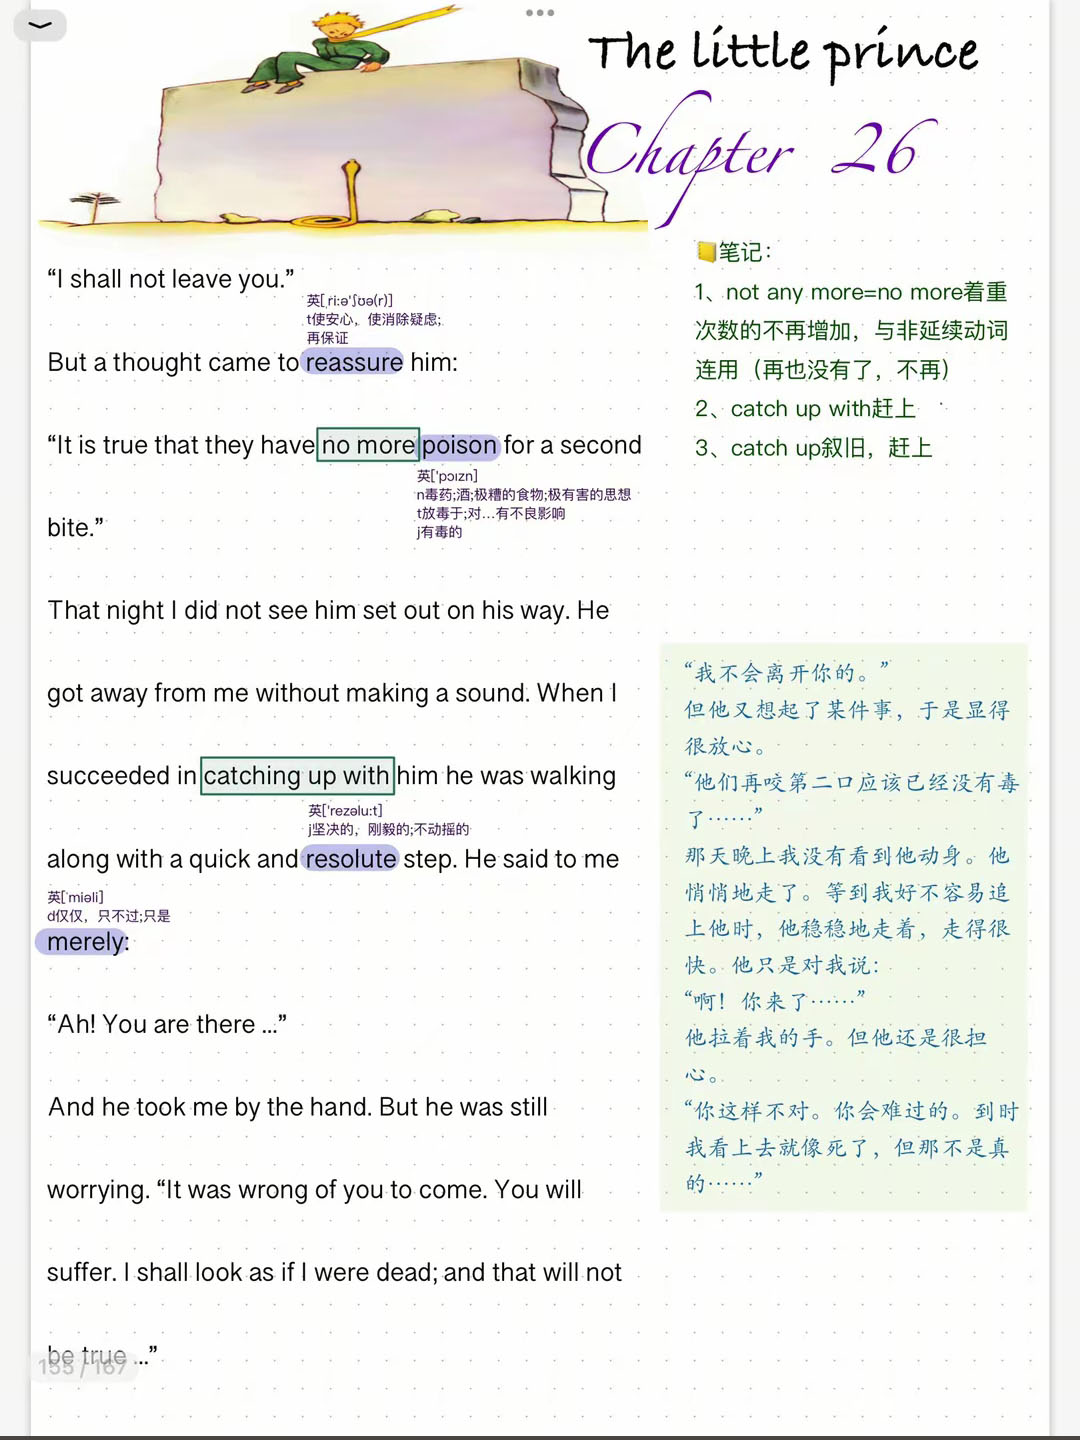 The little prince
Chapter 26
“I shall not leave you.”
英[ˌriːəˈʃʊə(r)]
t使安心，使消除疑虑;
再保证
But a thought came to reassure him:
“It is true that they have no more poison for a second
英['pɔɪzn]
n毒药;酒;极糟的食物;极有害的思想
t放毒于;对...有不良影响
j有毒的
bite.”
That night I did not see him set out on his way. He
got away from me without making a sound. When I
succeeded in catching up with him he was walking
英['rezəluːt]
j坚决的，刚毅的;不动摇的
along with a quick and resolute step. He said to me
英[ˈmɪəli]
d仅仅，只不过;只是
merely:
“Ah! You are there ...”
And he took me by the hand. But he was still
worrying. “It was wrong of you to come. You will
suffer. I shall look as if I were dead; and that will not
be true ...”
155 / 167
📒笔记：
1、not any more=no more着重
次数的不再增加，与非延续动词
连用（再也没有了，不再）
2、catch up with赶上
3、catch up叙旧，赶上
“我不会离开你的。”
但他又想起了某件事，于是显得
很放心。
“他们再咬第二口应该已经没有毒
了……”
那天晚上我没有看到他动身。他
悄悄地走了。等到我好不容易追
上他时，他稳稳地走着，走得很
快。他只是对我说：
“啊！你来了……”
他拉着我的手。但他还是很担
心。
“你这样不对。你会难过的。到时
我看上去就像死了，但那不是真
的……”